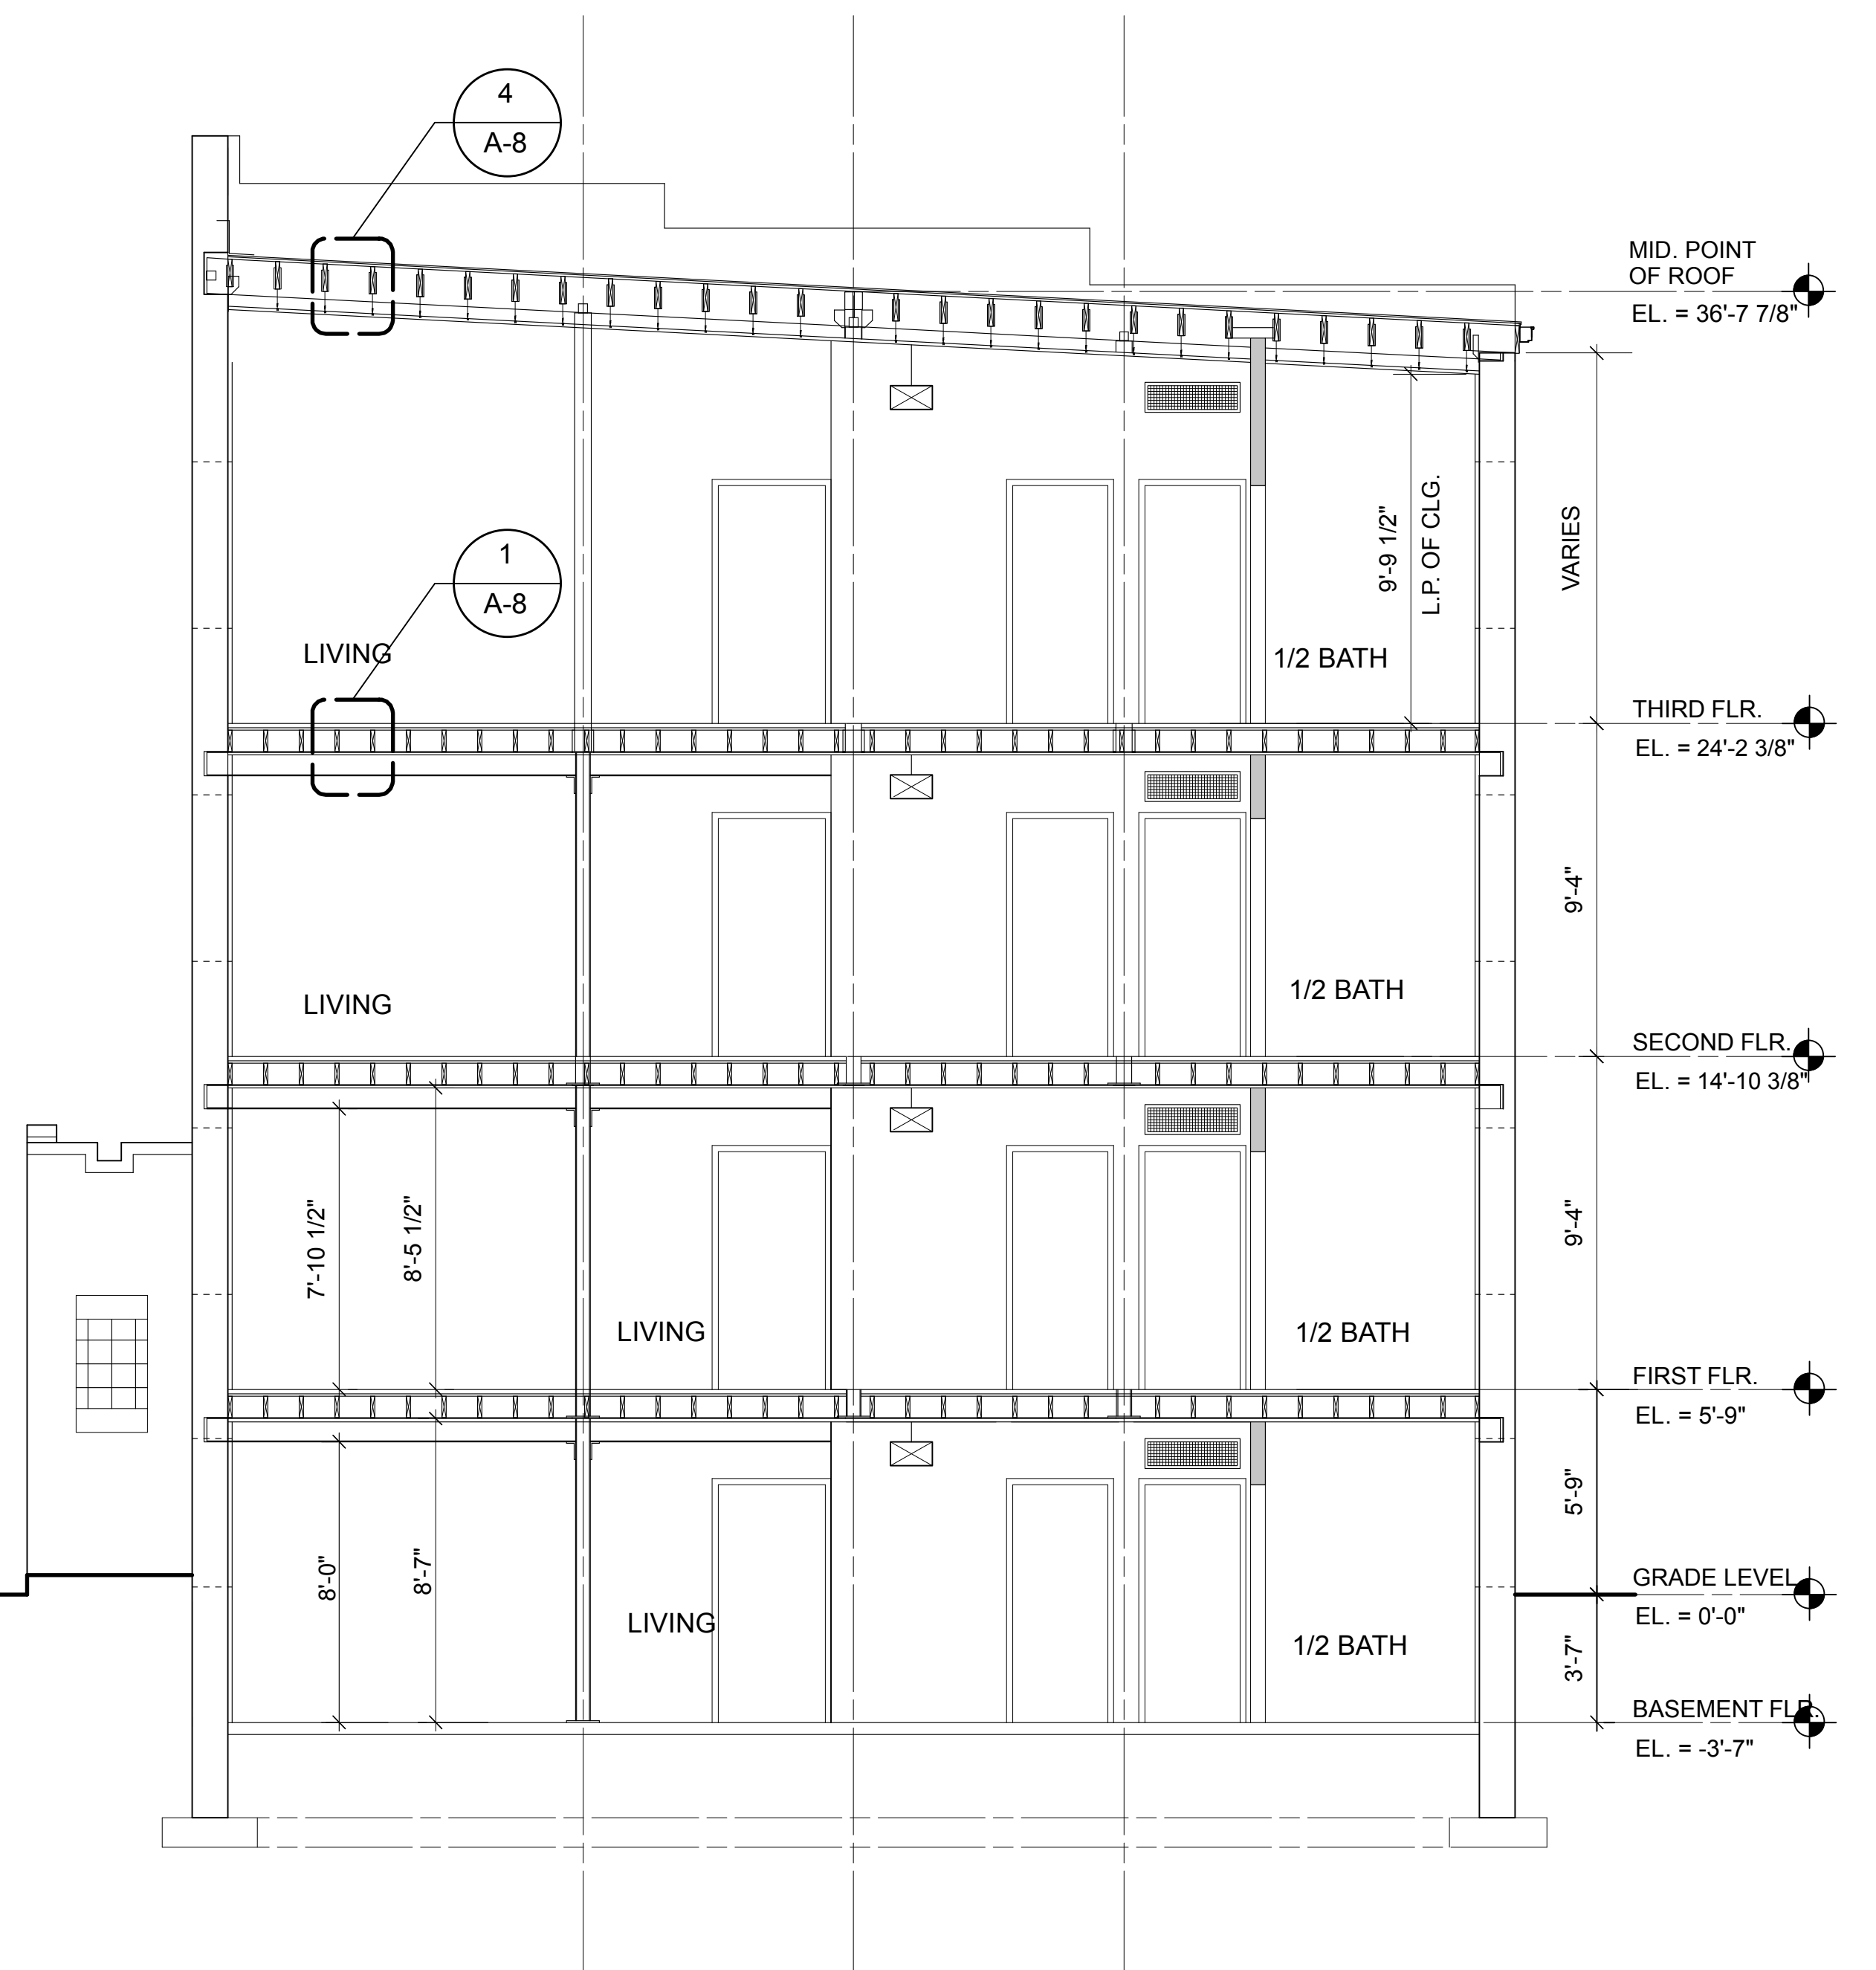 4
A-8
MID. POINT
OF ROOF
EL. = 36'-7 7/8"
9'-9 1/2"
L.P. OF CLG.
VARIES
1
A-8
LIVING
1/2 BATH
THIRD FLR.
EL. = 24'-2 3/8"
9'-4"
LIVING
1/2 BATH
SECOND FLR.
EL. = 14'-10 3/8"
7'-10 1/2"
8'-5 1/2"
9'-4"
LIVING
1/2 BATH
FIRST FLR.
EL. = 5'-9"
5'-9"
8'-0"
8'-7"
GRADE LEVEL
EL. = 0'-0"
LIVING
1/2 BATH
3'-7"
BASEMENT FLR.
EL. = -3'-7"